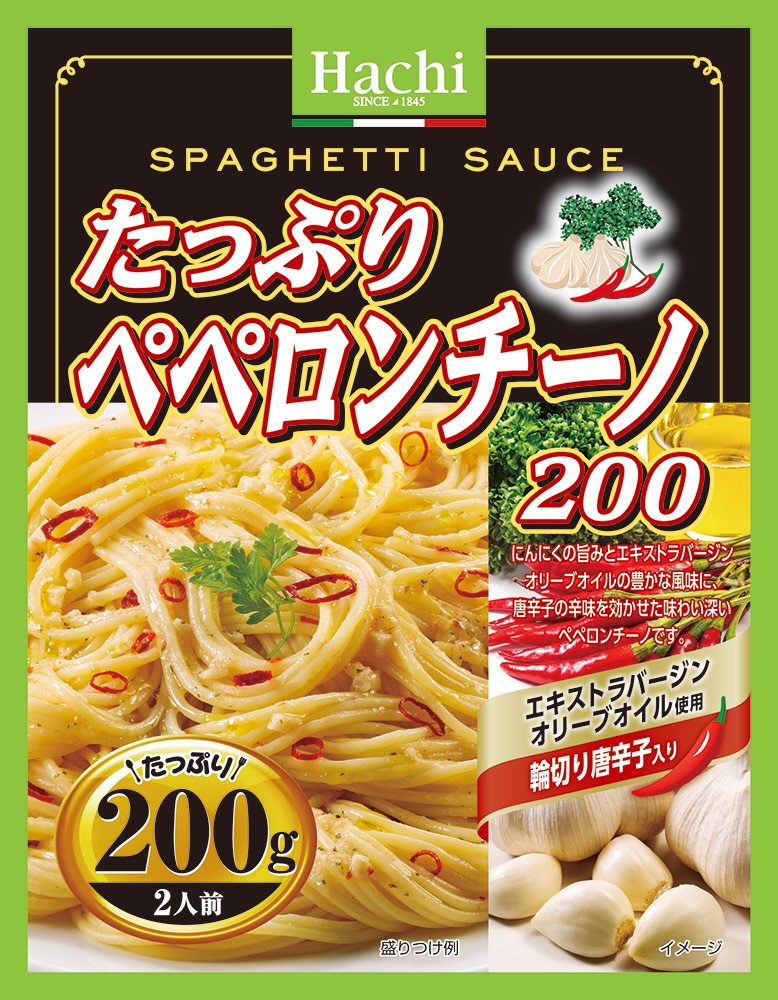 Hachi
SINCE 1845
SPAGHETTI SAUCE
たっぷり
ペペロンチーノ
200
にんにくの旨みとエキストラバージン
オリーブオイルの豊かな風味に、
唐辛子の辛味を効かせた味わい深い
ペペロンチーノです。
エキストラバージン
オリーブオイル使用
輪切り唐辛子入り
たっぷり
200g
2人前
盛りつけ例
イメージ